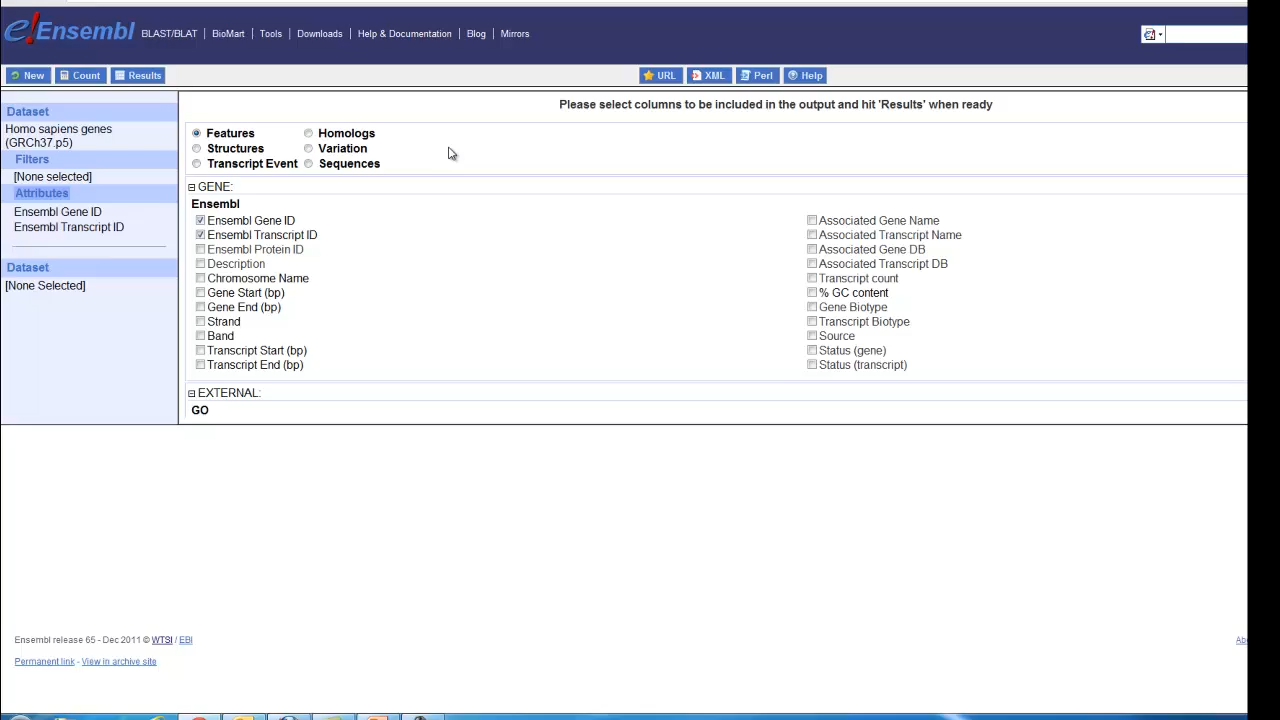 e!Ensembl BLAST/BLAT | BioMart | Tools | Downloads | Help & Documentation | Blog | Mirrors
New Count Results URL XML Perl Help
Dataset
Homo sapiens genes
(GRCh37.p5)
Filters
[None selected]
Attributes
Ensembl Gene ID
Ensembl Transcript ID
Dataset
[None Selected]
Please select columns to be included in the output and hit 'Results' when ready
Features Homologs
Structures Variation
Transcript Event Sequences
GENE:
Ensembl
Ensembl Gene ID Associated Gene Name
Ensembl Transcript ID Associated Transcript Name
Ensembl Protein ID Associated Gene DB
Description Associated Transcript DB
Chromosome Name Transcript count
Gene Start (bp) % GC content
Gene End (bp) Gene Biotype
Strand Transcript Biotype
Band Source
Transcript Start (bp) Status (gene)
Transcript End (bp) Status (transcript)
EXTERNAL:
GO
Ensembl release 65 - Dec 2011 © WTSI / EBI
Permanent link - View in archive site